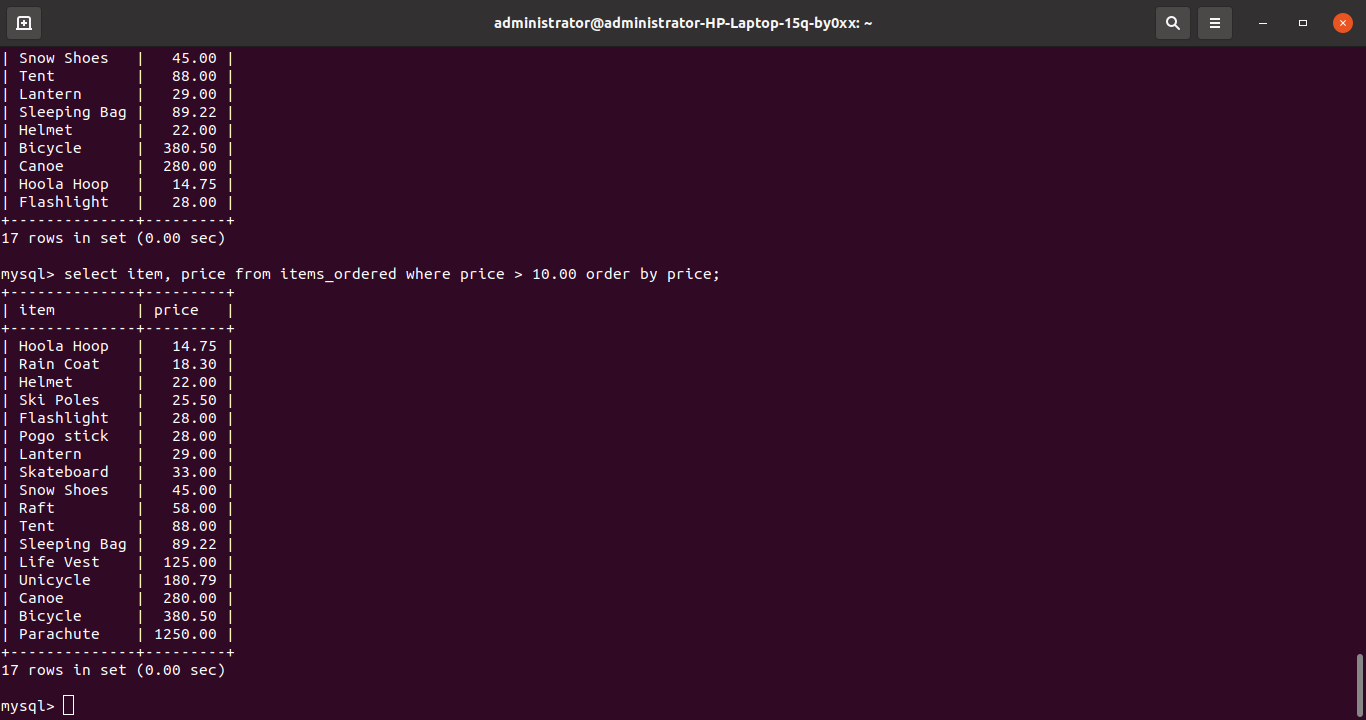 administrator@administrator-HP-Laptop-15q-by0xx: ~
| Snow Shoes   |   45.00 |
| Tent         |   88.00 |
| Lantern      |   29.00 |
| Sleeping Bag |   89.22 |
| Helmet       |   22.00 |
| Bicycle      |  380.50 |
| Canoe        |  280.00 |
| Hoola Hoop   |   14.75 |
| Flashlight   |   28.00 |
+--------------+---------+
17 rows in set (0.00 sec)
mysql> select item, price from items_ordered where price > 10.00 order by price;
+--------------+---------+
| item         | price   |
+--------------+---------+
| Hoola Hoop   |   14.75 |
| Rain Coat    |   18.30 |
| Helmet       |   22.00 |
| Ski Poles    |   25.50 |
| Flashlight   |   28.00 |
| Pogo stick   |   28.00 |
| Lantern      |   29.00 |
| Skateboard   |   33.00 |
| Snow Shoes   |   45.00 |
| Raft         |   58.00 |
| Tent         |   88.00 |
| Sleeping Bag |   89.22 |
| Life Vest    |  125.00 |
| Unicycle     |  180.79 |
| Canoe        |  280.00 |
| Bicycle      |  380.50 |
| Parachute    | 1250.00 |
+--------------+---------+
17 rows in set (0.00 sec)
mysql>